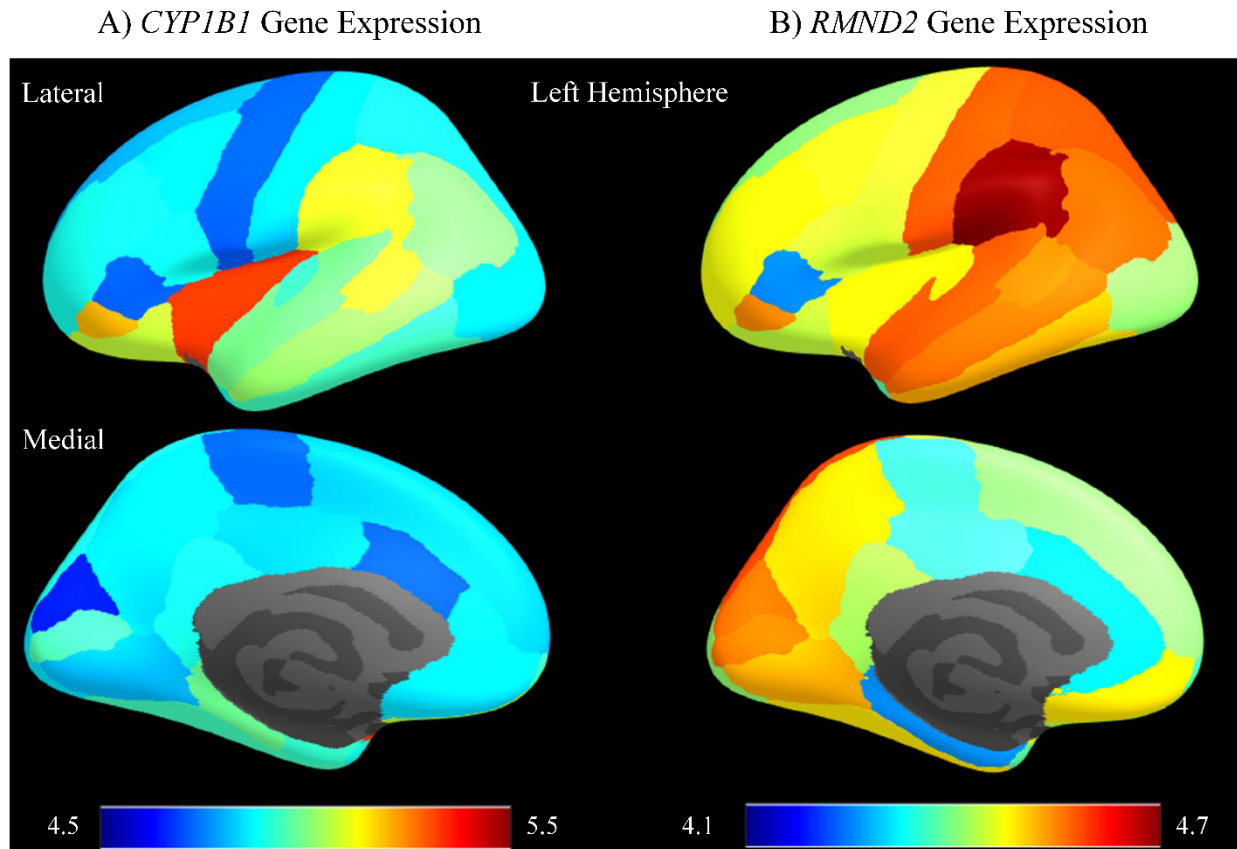 A) CYP1B1 Gene Expression
B) RMND2 Gene Expression
Lateral
Left Hemisphere
Medial
4.5
5.5
4.1
4.7